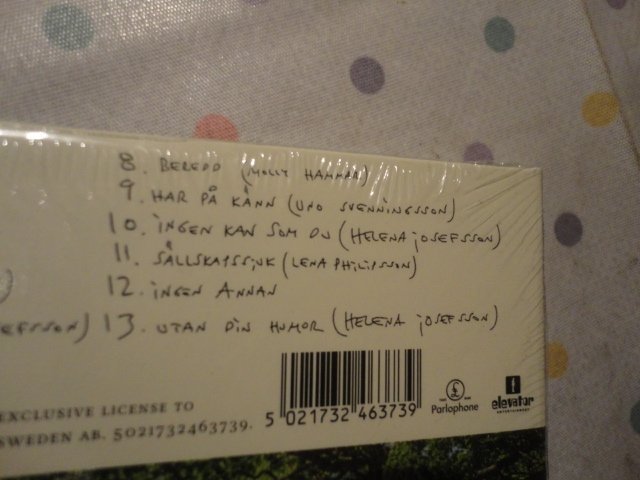 8. BEREDD (MOLLY HAMMAR)
9. HAR PÅ KÄNN (UNO SVENNINGSSON)
10. INGEN KAN SOM DU (HELENA JOSEFSSON)
11. SÄLLSKAPSSJUK (LENA PHILIPSSON)
12. INGEN ANNAN
EFSSON) 13. UTAN DIN HUMOR (HELENA JOSEFSSON)
EXCLUSIVE LICENSE TO
SWEDEN AB. 5021732463739.
5 021732 463739
£
Parlophone
elevator
ENTERTAINMENT